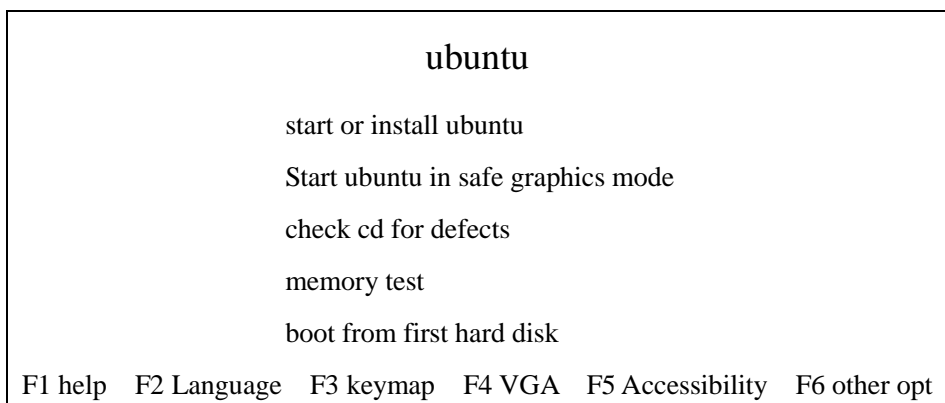 ubuntu
start or install ubuntu
Start ubuntu in safe graphics mode
check cd for defects
memory test
boot from first hard disk
F1 help F2 Language F3 keymap F4 VGA F5 Accessibility F6 other opt